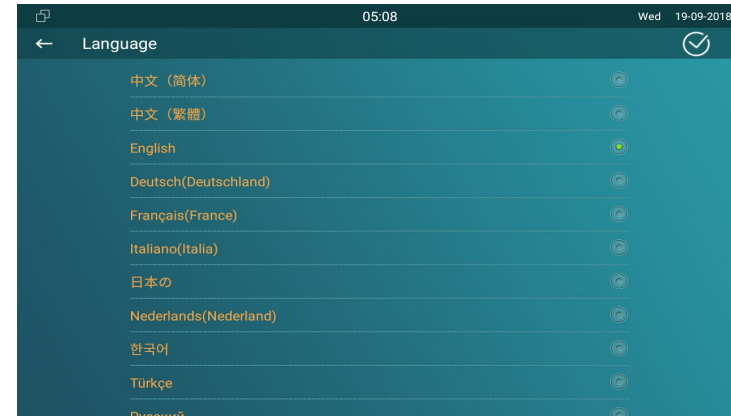 05:08 Wed 19-09-2018
Language
中文（简体）
中文（繁體）
English
Deutsch(Deutschland)
Français(France)
Italiano(Italia)
日本の
Nederlands(Nederland)
한국어
Türkçe
Русский